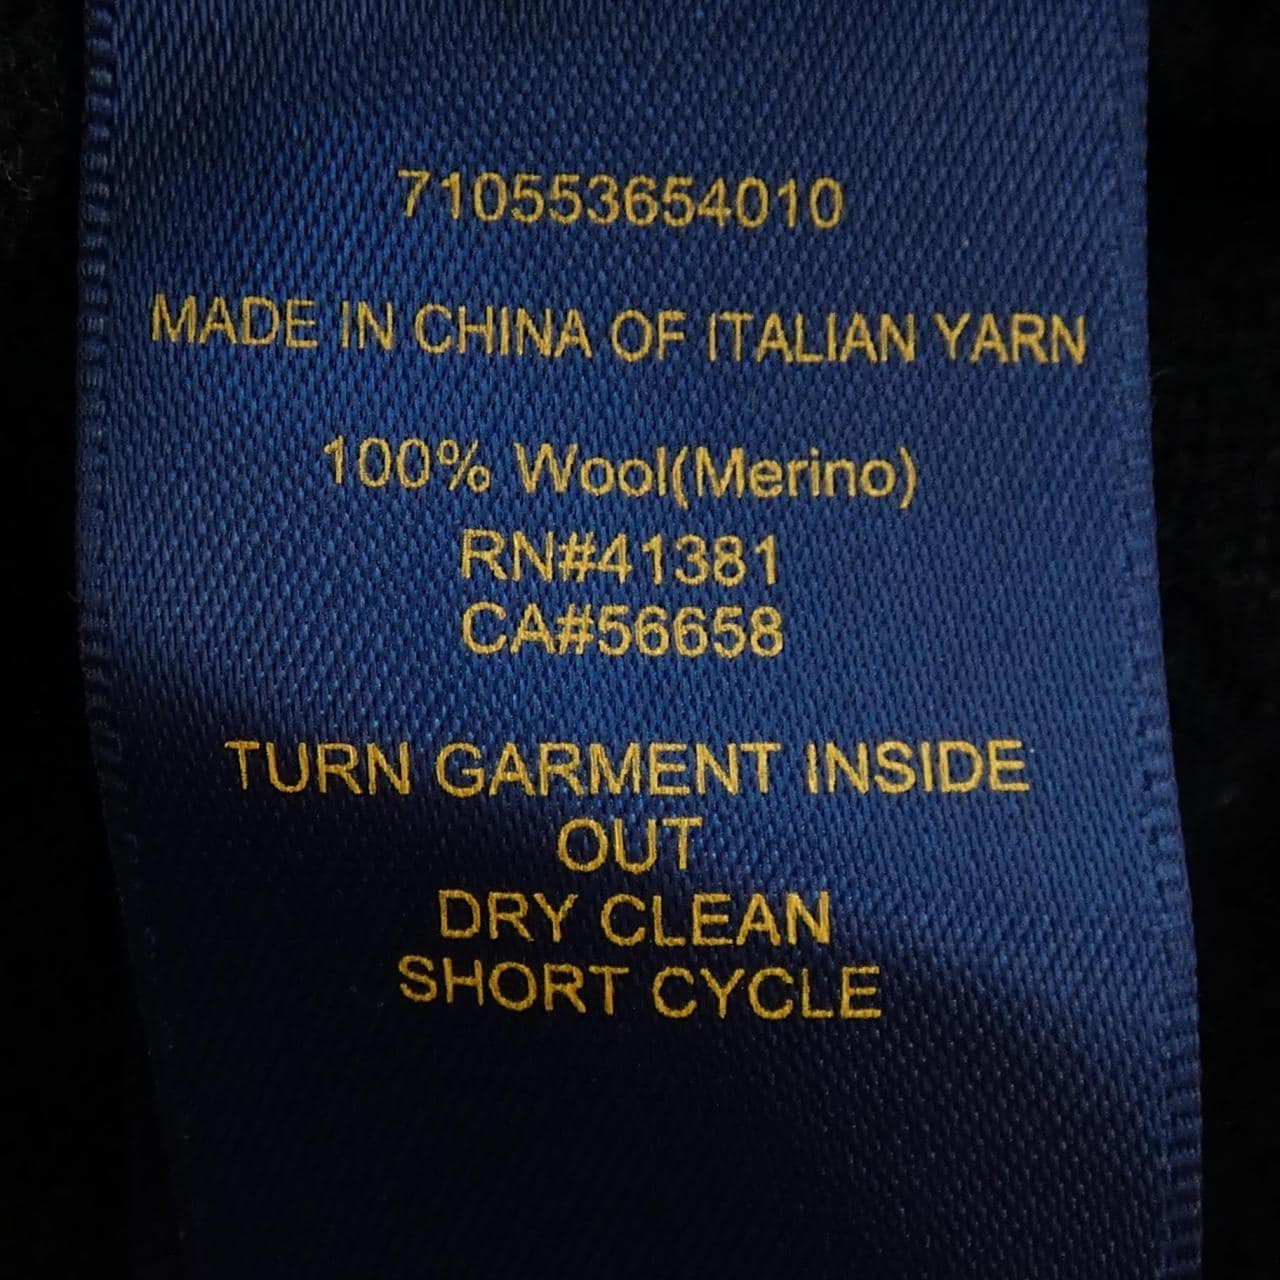 710553654010
MADE IN CHINA OF ITALIAN YARN
100% Wool(Merino)
RN#41381
CA#56658
TURN GARMENT INSIDE
OUT
DRY CLEAN
SHORT CYCLE